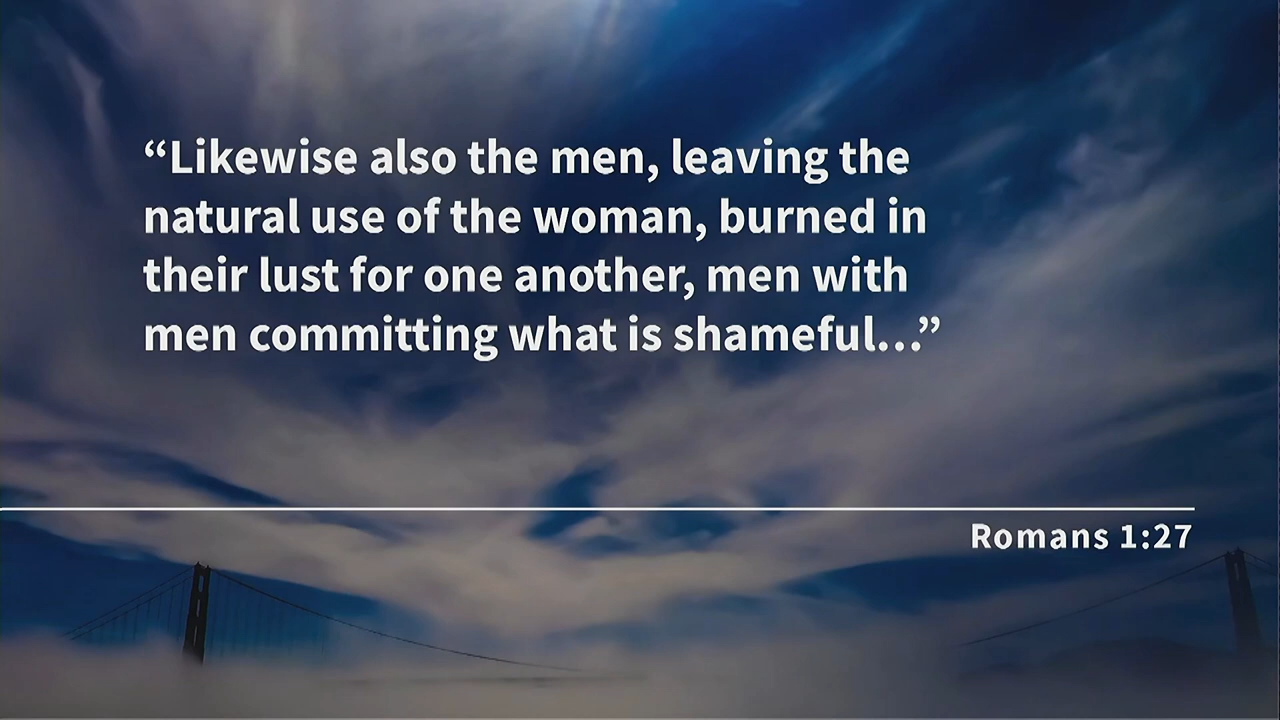 “Likewise also the men, leaving the
natural use of the woman, burned in
their lust for one another, men with
men committing what is shameful...”
Romans 1:27